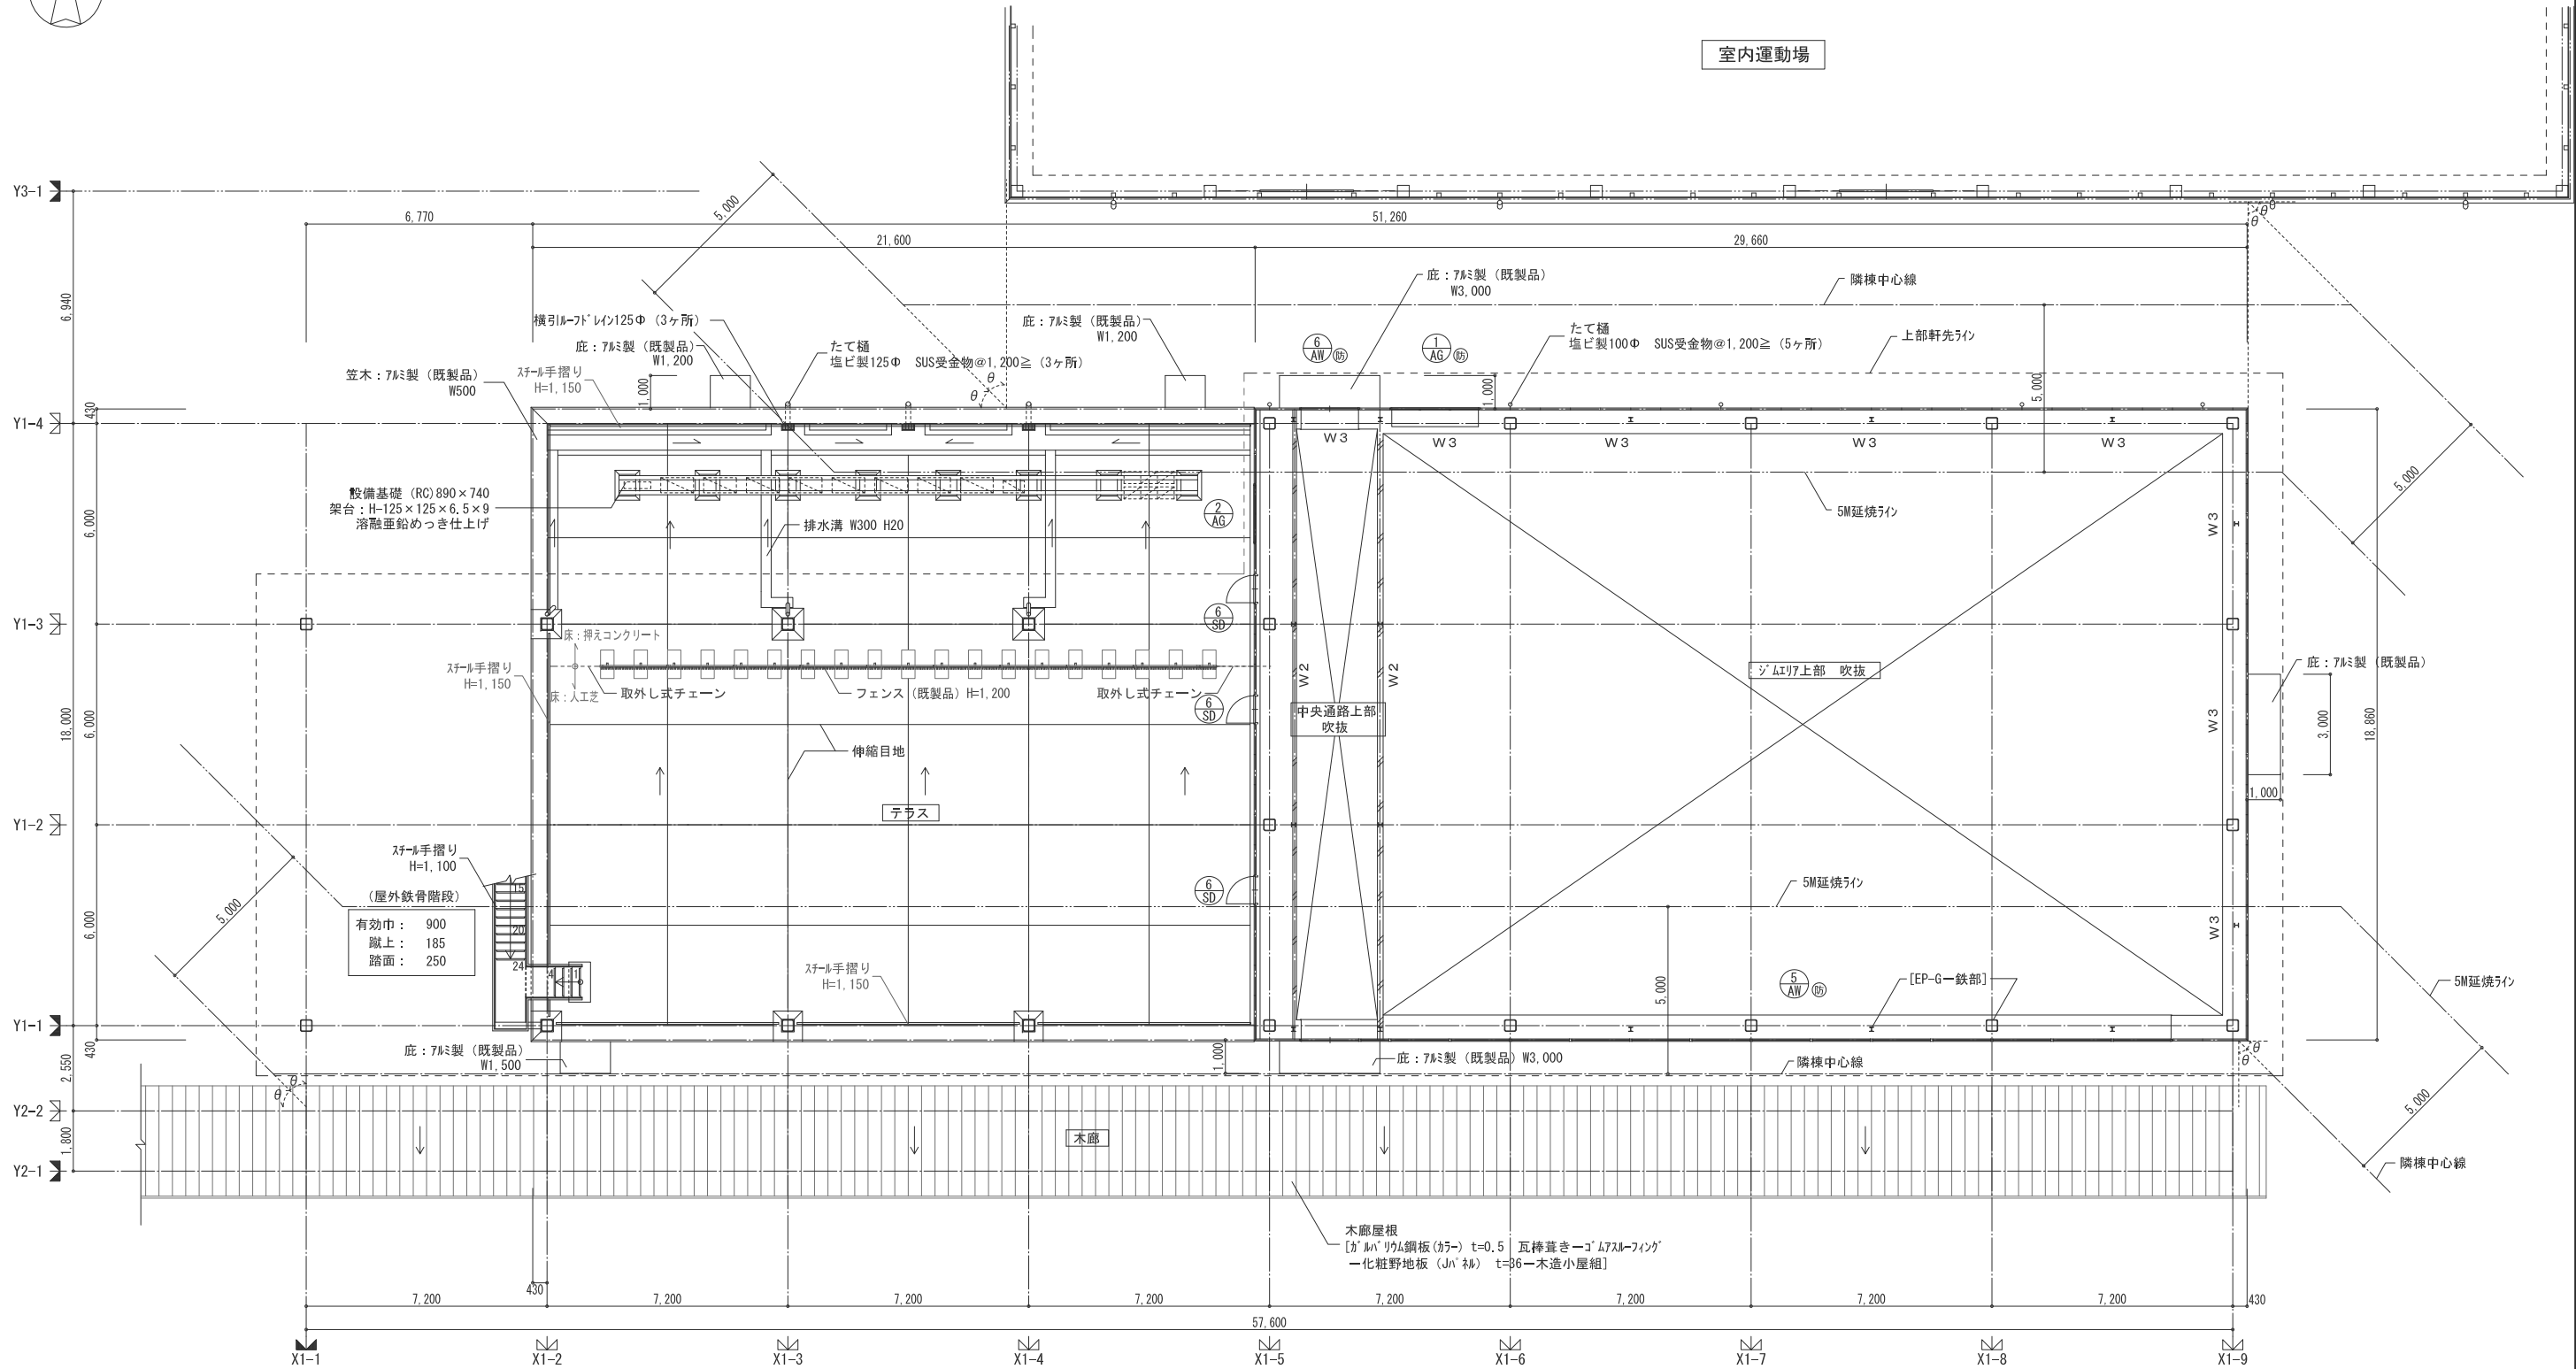 室内運動場
Y3-1
6,770
51,260
21,600
29,660
5,000
θ
θ
6,940
庇：ｱﾙﾐ製（既製品）
W3,000
隣棟中心線
横引ﾙｰﾌﾄﾞﾚｲﾝ125Φ（3ヶ所）
庇：ｱﾙﾐ製（既製品）
W1,200
たて樋
塩ビ製125Φ　SUS受金物@1,200≧（3ヶ所）
庇：ｱﾙﾐ製（既製品）
W1,200
6
AW
防
1
AG
防
たて樋
塩ビ製100Φ　SUS受金物@1,200≧（5ヶ所）
上部軒先ﾗｲﾝ
笠木：ｱﾙﾐ製（既製品）
W500
ｽﾁｰﾙ手摺り
H=1,150
1,000
θ
θ
1,000
5,000
430
Y1-4
W3
W3
W3
W3
W3
5,000
設備基礎（RC)890×740
架台：H-125×125×6.5×9
溶融亜鉛めっき仕上げ
排水溝 W300 H20
2
AG
5M延焼ﾗｲﾝ
W3
6,000
Y1-3
6
SD
床：押えコンクリート
ｽﾁｰﾙ手摺り
H=1,150
床：人工芝
取外し式チェーン
フェンス（既製品）H=1,200
取外し式チェーン
W2
W2
ｼﾞﾑｴﾘｱ上部　吹抜
庇：ｱﾙﾐ製（既製品）
6
SD
中央通路上部
吹抜
W3
3,000
18,860
18,000
6,000
伸縮目地
1,000
テラス
Y1-2
ｽﾁｰﾙ手摺り
H=1,100
（屋外鉄骨階段）
有効巾：　900
蹴上：　185
踏面：　250
15
20
24
4
1
6
SD
5M延焼ﾗｲﾝ
5,000
6,000
W3
ｽﾁｰﾙ手摺り
H=1,150
5,000
5
AW
防
[EP-G―鉄部]
5M延焼ﾗｲﾝ
Y1-1
430
庇：ｱﾙﾐ製（既製品）
W1,500
1,000
庇：ｱﾙﾐ製（既製品）W3,000
隣棟中心線
θ
θ
2,550
θ
θ
5,000
Y2-2
1,800
木廊
Y2-1
隣棟中心線
木廊屋根
[ｶﾞﾙﾊﾞﾘｳﾑ鋼板(ｶﾗｰ) t=0.5　瓦棒葺き―ｺﾞﾑｱｽﾙｰﾌｨﾝｸﾞ
―化粧野地板（Jﾊﾟﾈﾙ）　t=36―木造小屋組]
430
7,200
7,200
7,200
7,200
7,200
7,200
7,200
7,200
430
57,600
X1-1
X1-2
X1-3
X1-4
X1-5
X1-6
X1-7
X1-8
X1-9